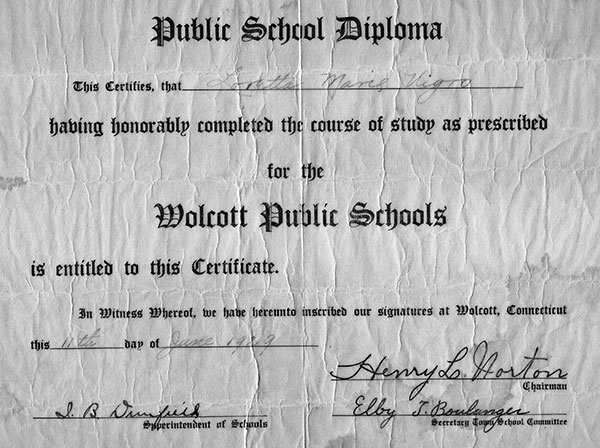 Public School Diploma
This Certifies, that Loretta Marie Vigro
having honorably completed the course of study as prescribed
for the
Wolcott Public Schools
is entitled to this Certificate.
In Witness Whereof, we have hereunto inscribed our signatures at Wolcott, Connecticut
this 11th day of June 1929
Henry L. Norton
Chairman
I. B. Elby T. Boulanger
Superintendent of Schools Secretary Town School Committee